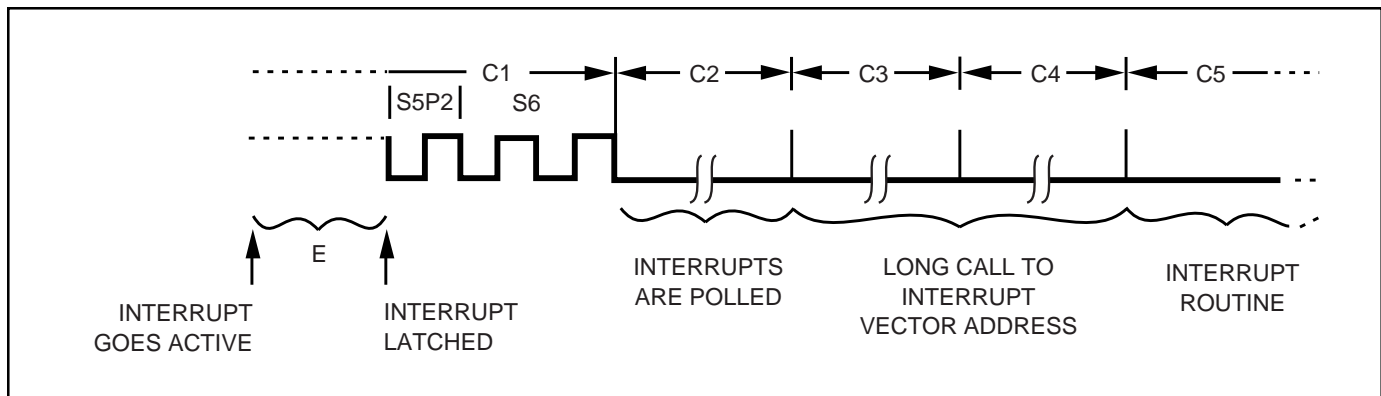 C1
C2
C3
C4
C5
S5P2
S6
E
INTERRUPT
GOES ACTIVE
INTERRUPT
LATCHED
INTERRUPTS
ARE POLLED
LONG CALL TO
INTERRUPT
VECTOR ADDRESS
INTERRUPT
ROUTINE